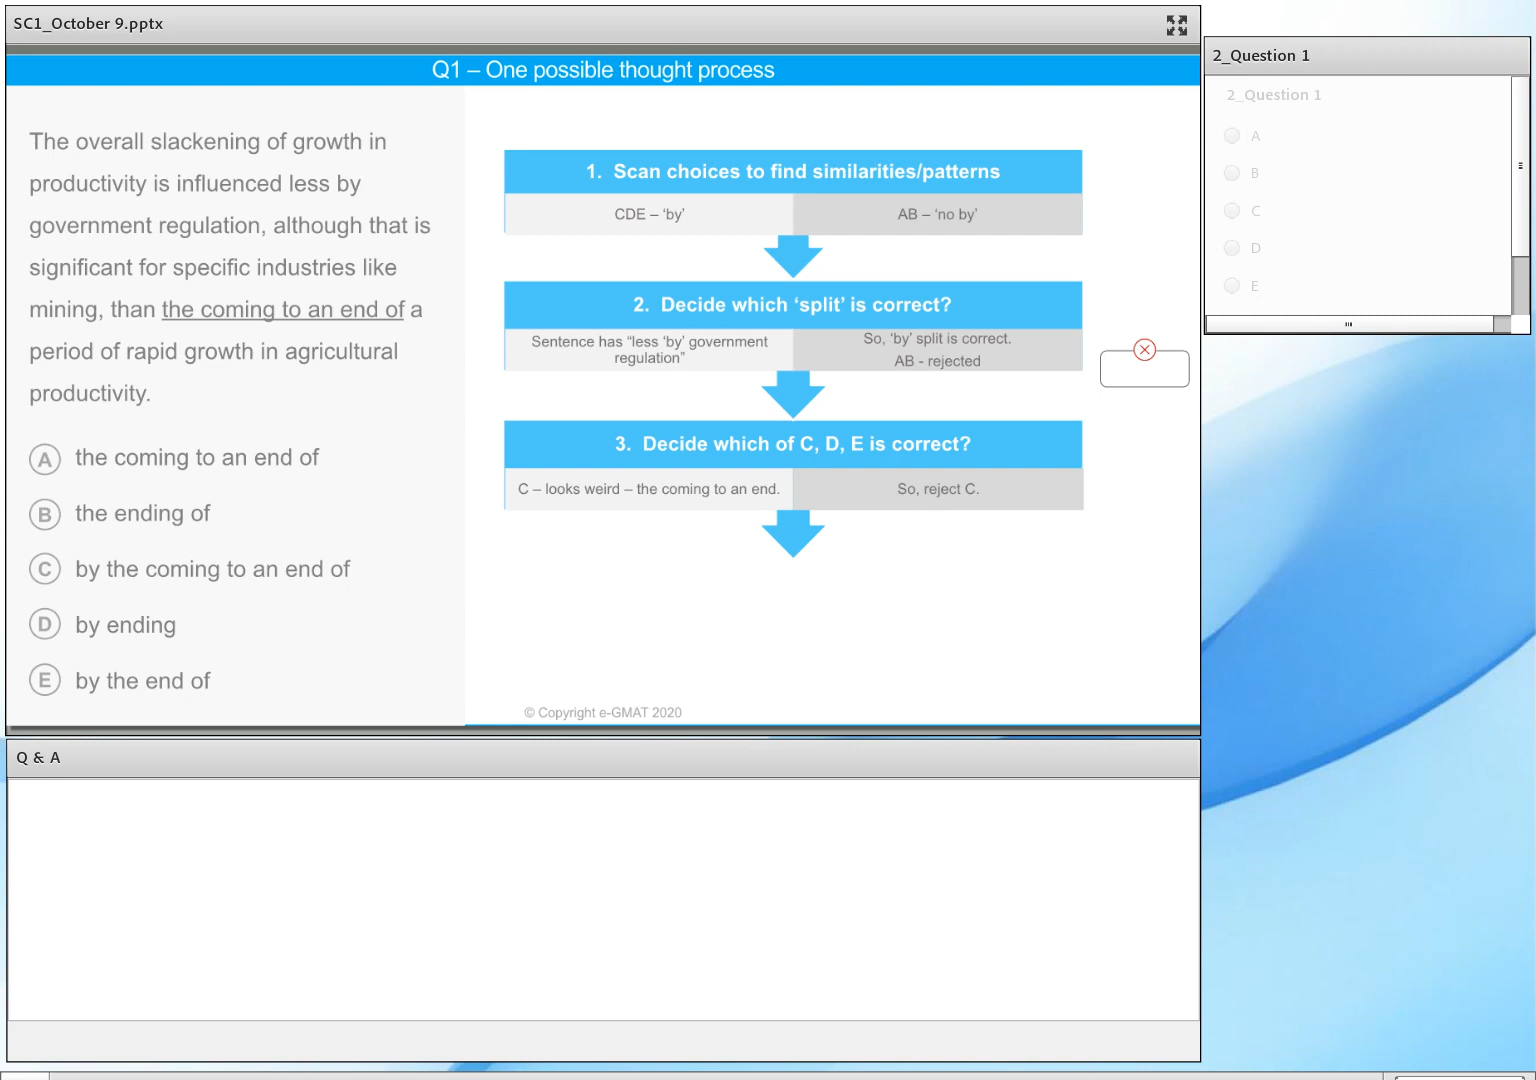 SC1_October 9.pptx
Q1 – One possible thought process
The overall slackening of growth in
productivity is influenced less by
government regulation, although that is
significant for specific industries like
mining, than the coming to an end of a
period of rapid growth in agricultural
productivity.
A the coming to an end of
B the ending of
C by the coming to an end of
D by ending
E by the end of
1. Scan choices to find similarities/patterns
CDE – ‘by’
AB – ‘no by’
2. Decide which ‘split’ is correct?
Sentence has “less ‘by’ government
regulation”
So, ‘by’ split is correct.
AB - rejected
3. Decide which of C, D, E is correct?
C – looks weird – the coming to an end.
So, reject C.
© Copyright e-GMAT 2020
2_Question 1
2_Question 1
A
B
C
D
E
Q & A